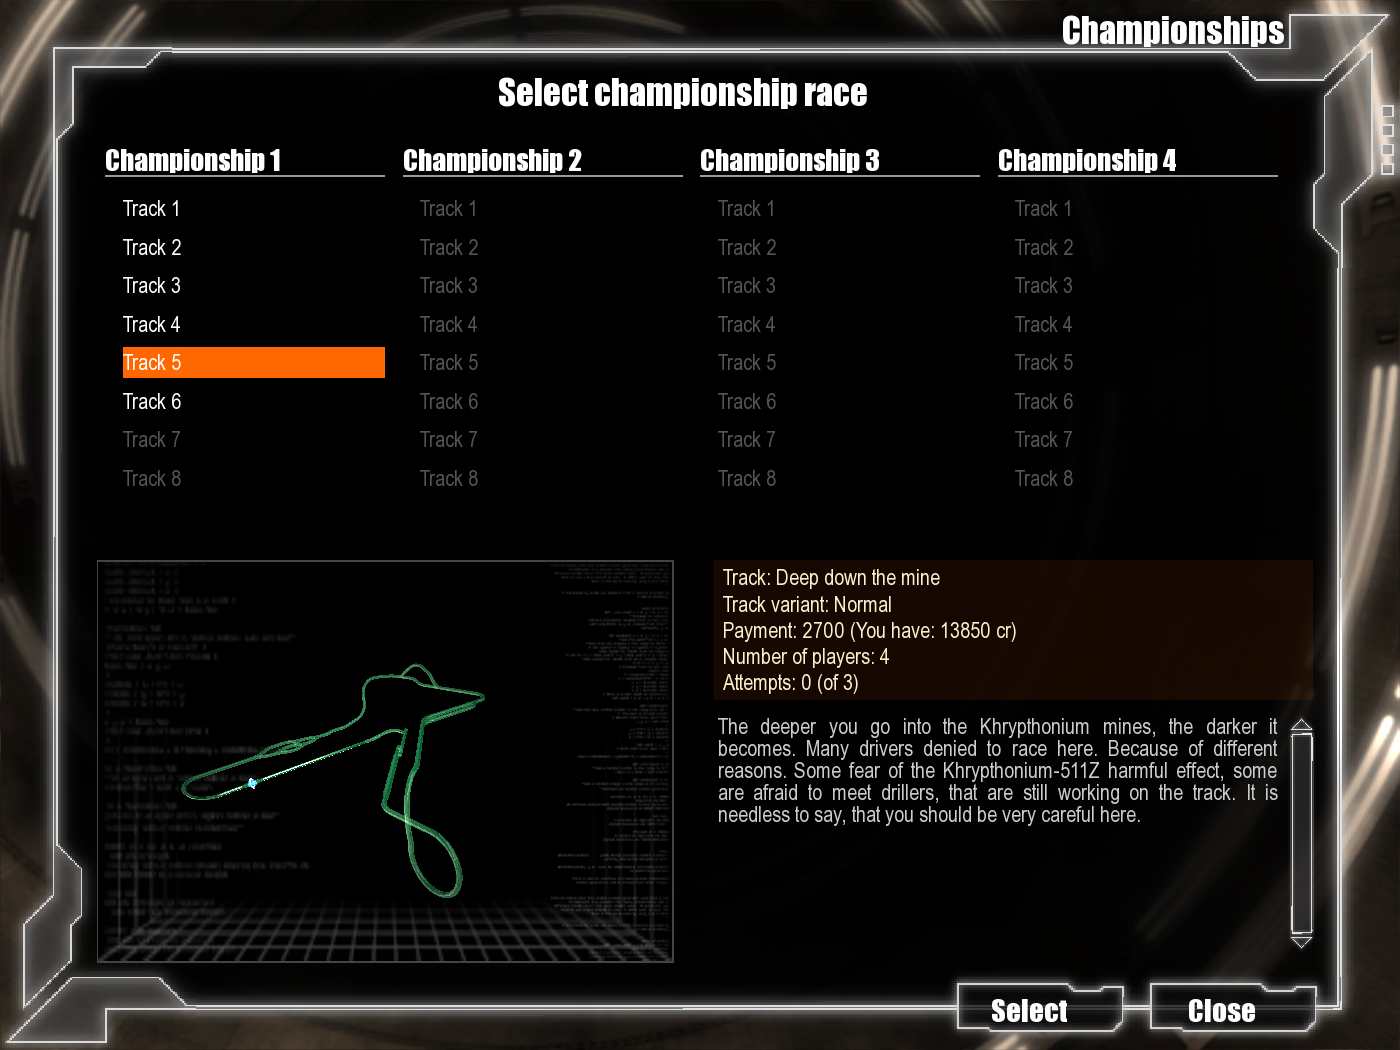 Championships
Select championship race
Championship 1
Championship 2
Championship 3
Championship 4
Track 1
Track 1
Track 1
Track 1
Track 2
Track 2
Track 2
Track 2
Track 3
Track 3
Track 3
Track 3
Track 4
Track 4
Track 4
Track 4
Track 5
Track 5
Track 5
Track 5
Track 6
Track 6
Track 6
Track 6
Track 7
Track 7
Track 7
Track 7
Track 8
Track 8
Track 8
Track 8
Track: Deep down the mine
Track variant: Normal
Payment: 2700 (You have: 13850 cr)
Number of players: 4
Attempts: 0 (of 3)
The deeper you go into the Khrypthonium mines, the darker it
becomes. Many drivers denied to race here. Because of different
reasons. Some fear of the Khrypthonium-511Z harmful effect, some
are afraid to meet drillers, that are still working on the track. It is
needless to say, that you should be very careful here.
Select
Close